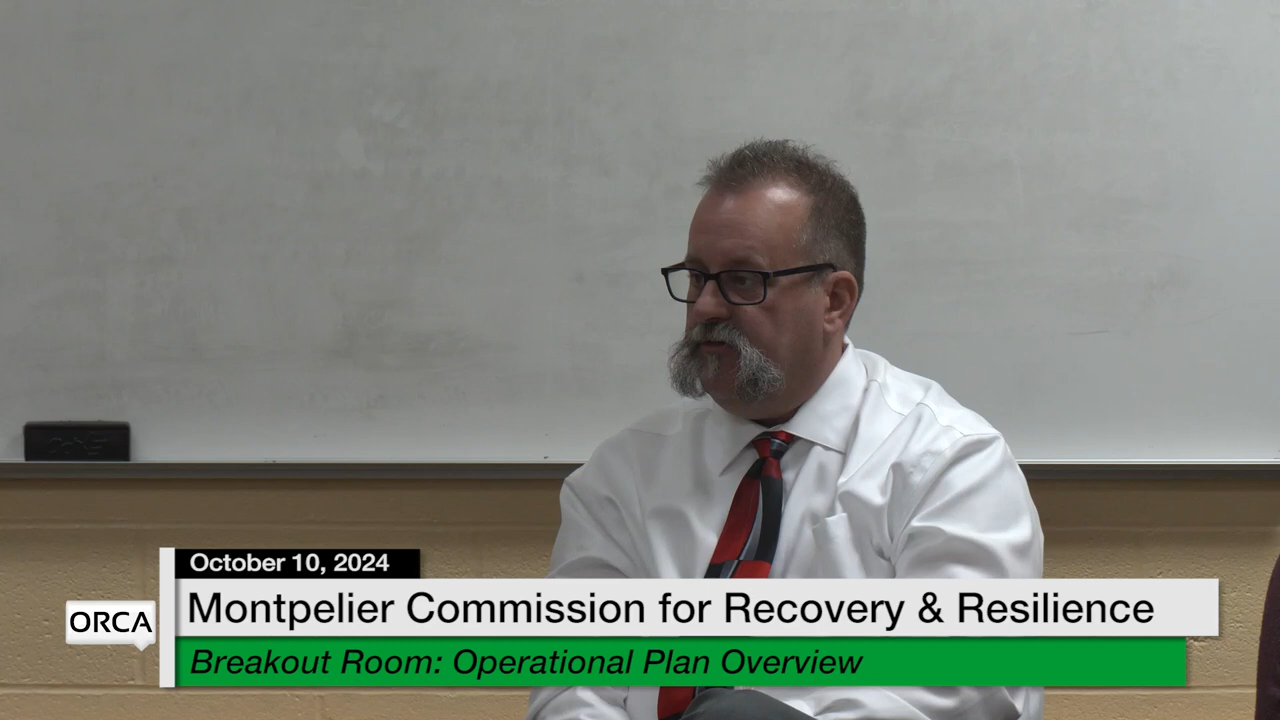 October 10, 2024
Montpelier Commission for Recovery & Resilience
ORCA
Breakout Room: Operational Plan Overview